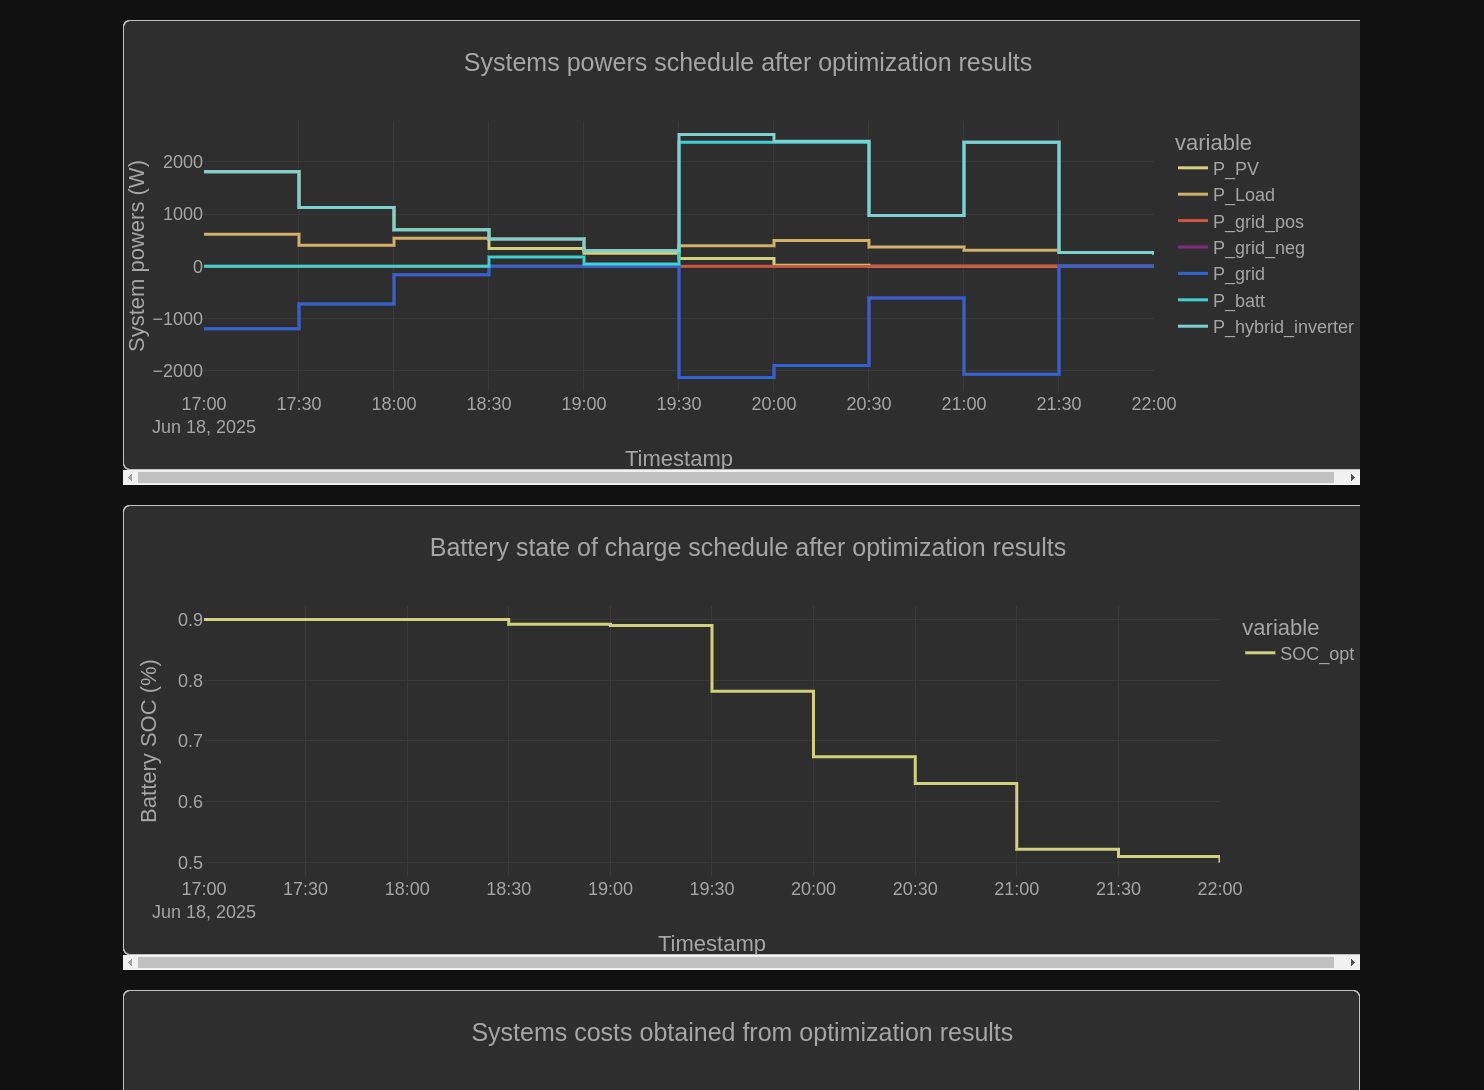 Systems powers schedule after optimization results
System powers (W)
2000
1000
0
−1000
−2000
17:00 17:30 18:00 18:30 19:00 19:30 20:00 20:30 21:00 21:30 22:00
Jun 18, 2025
Timestamp
variable
P_PV
P_Load
P_grid_pos
P_grid_neg
P_grid
P_batt
P_hybrid_inverter
Battery state of charge schedule after optimization results
Battery SOC (%)
0.9
0.8
0.7
0.6
0.5
17:00 17:30 18:00 18:30 19:00 19:30 20:00 20:30 21:00 21:30 22:00
Jun 18, 2025
Timestamp
variable
SOC_opt
Systems costs obtained from optimization results